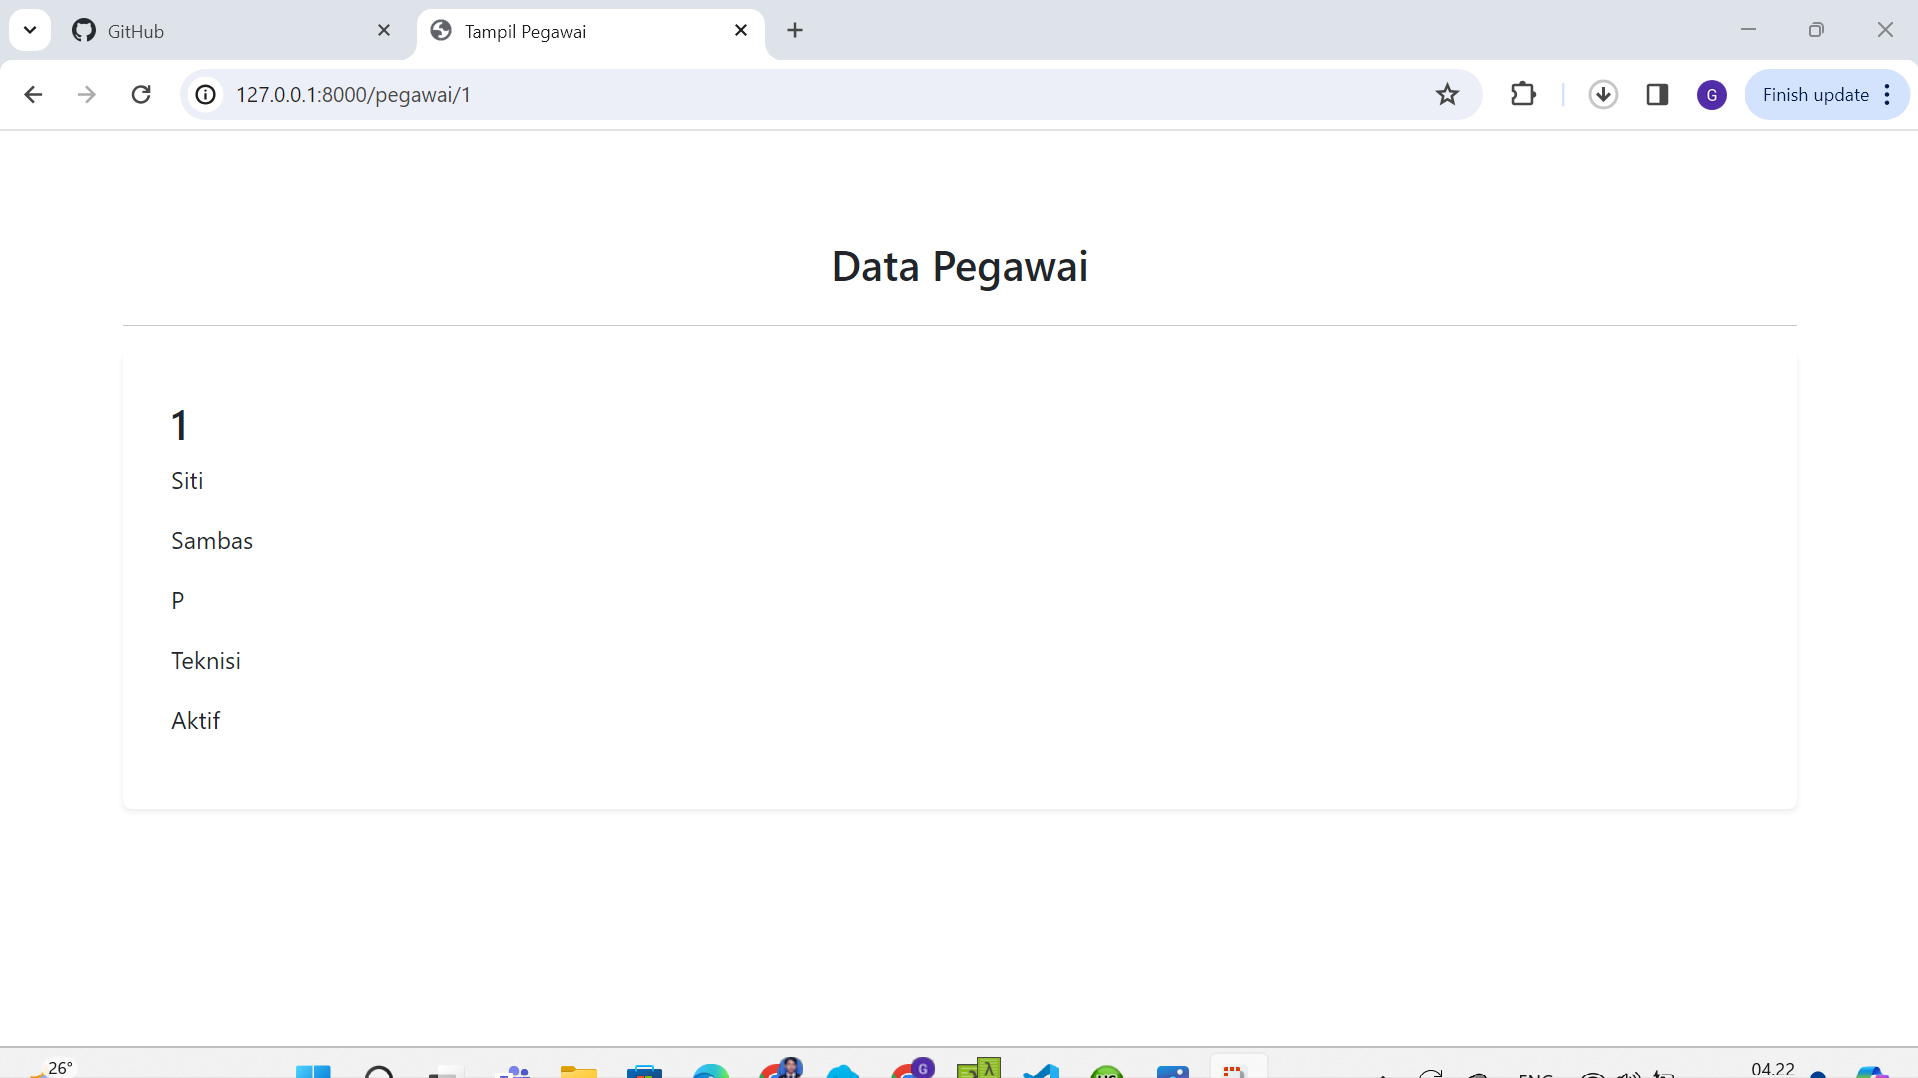 GitHub
Tampil Pegawai
127.0.0.1:8000/pegawai/1
G
Finish update
Data Pegawai
1
Siti
Sambas
P
Teknisi
Aktif
26°
G
04.22